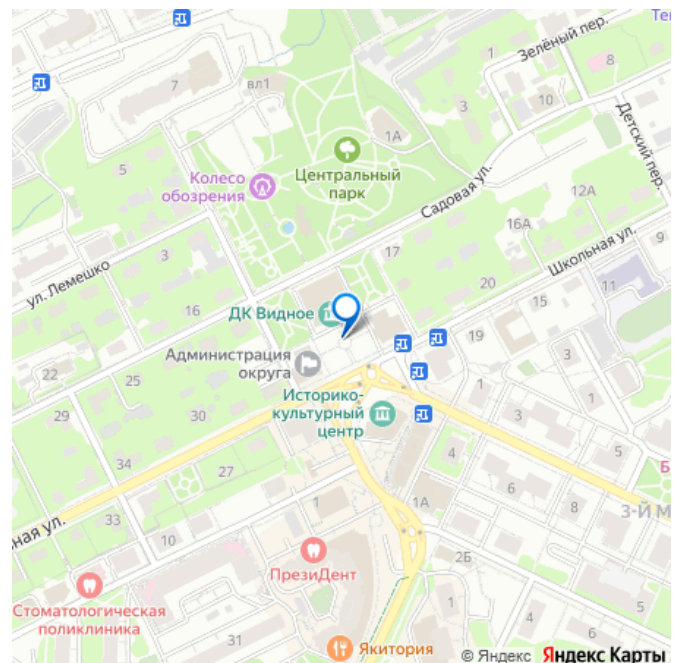 Зелёный пер.
1
8
7
вл1
3
10
1А
Детский пер.
5
Центральный
парк
Колесо
обозрения
Садовая ул.
12А
16А
17
9
3
Школьная ул.
ул. Лемешко
20
11
16
ДК Видное
15
19
Администрация
округа
3
22
25
1
Историко-
культурный
центр
29
30
3
5
4
34
27
Б
6
8
33
1
1А
3-Й М
ная ул.
10
2Б
ПрезиДент
Стоматологическая
поликлиника
1
4
1
31
Якитория
© Яндекс Яндекс Карты